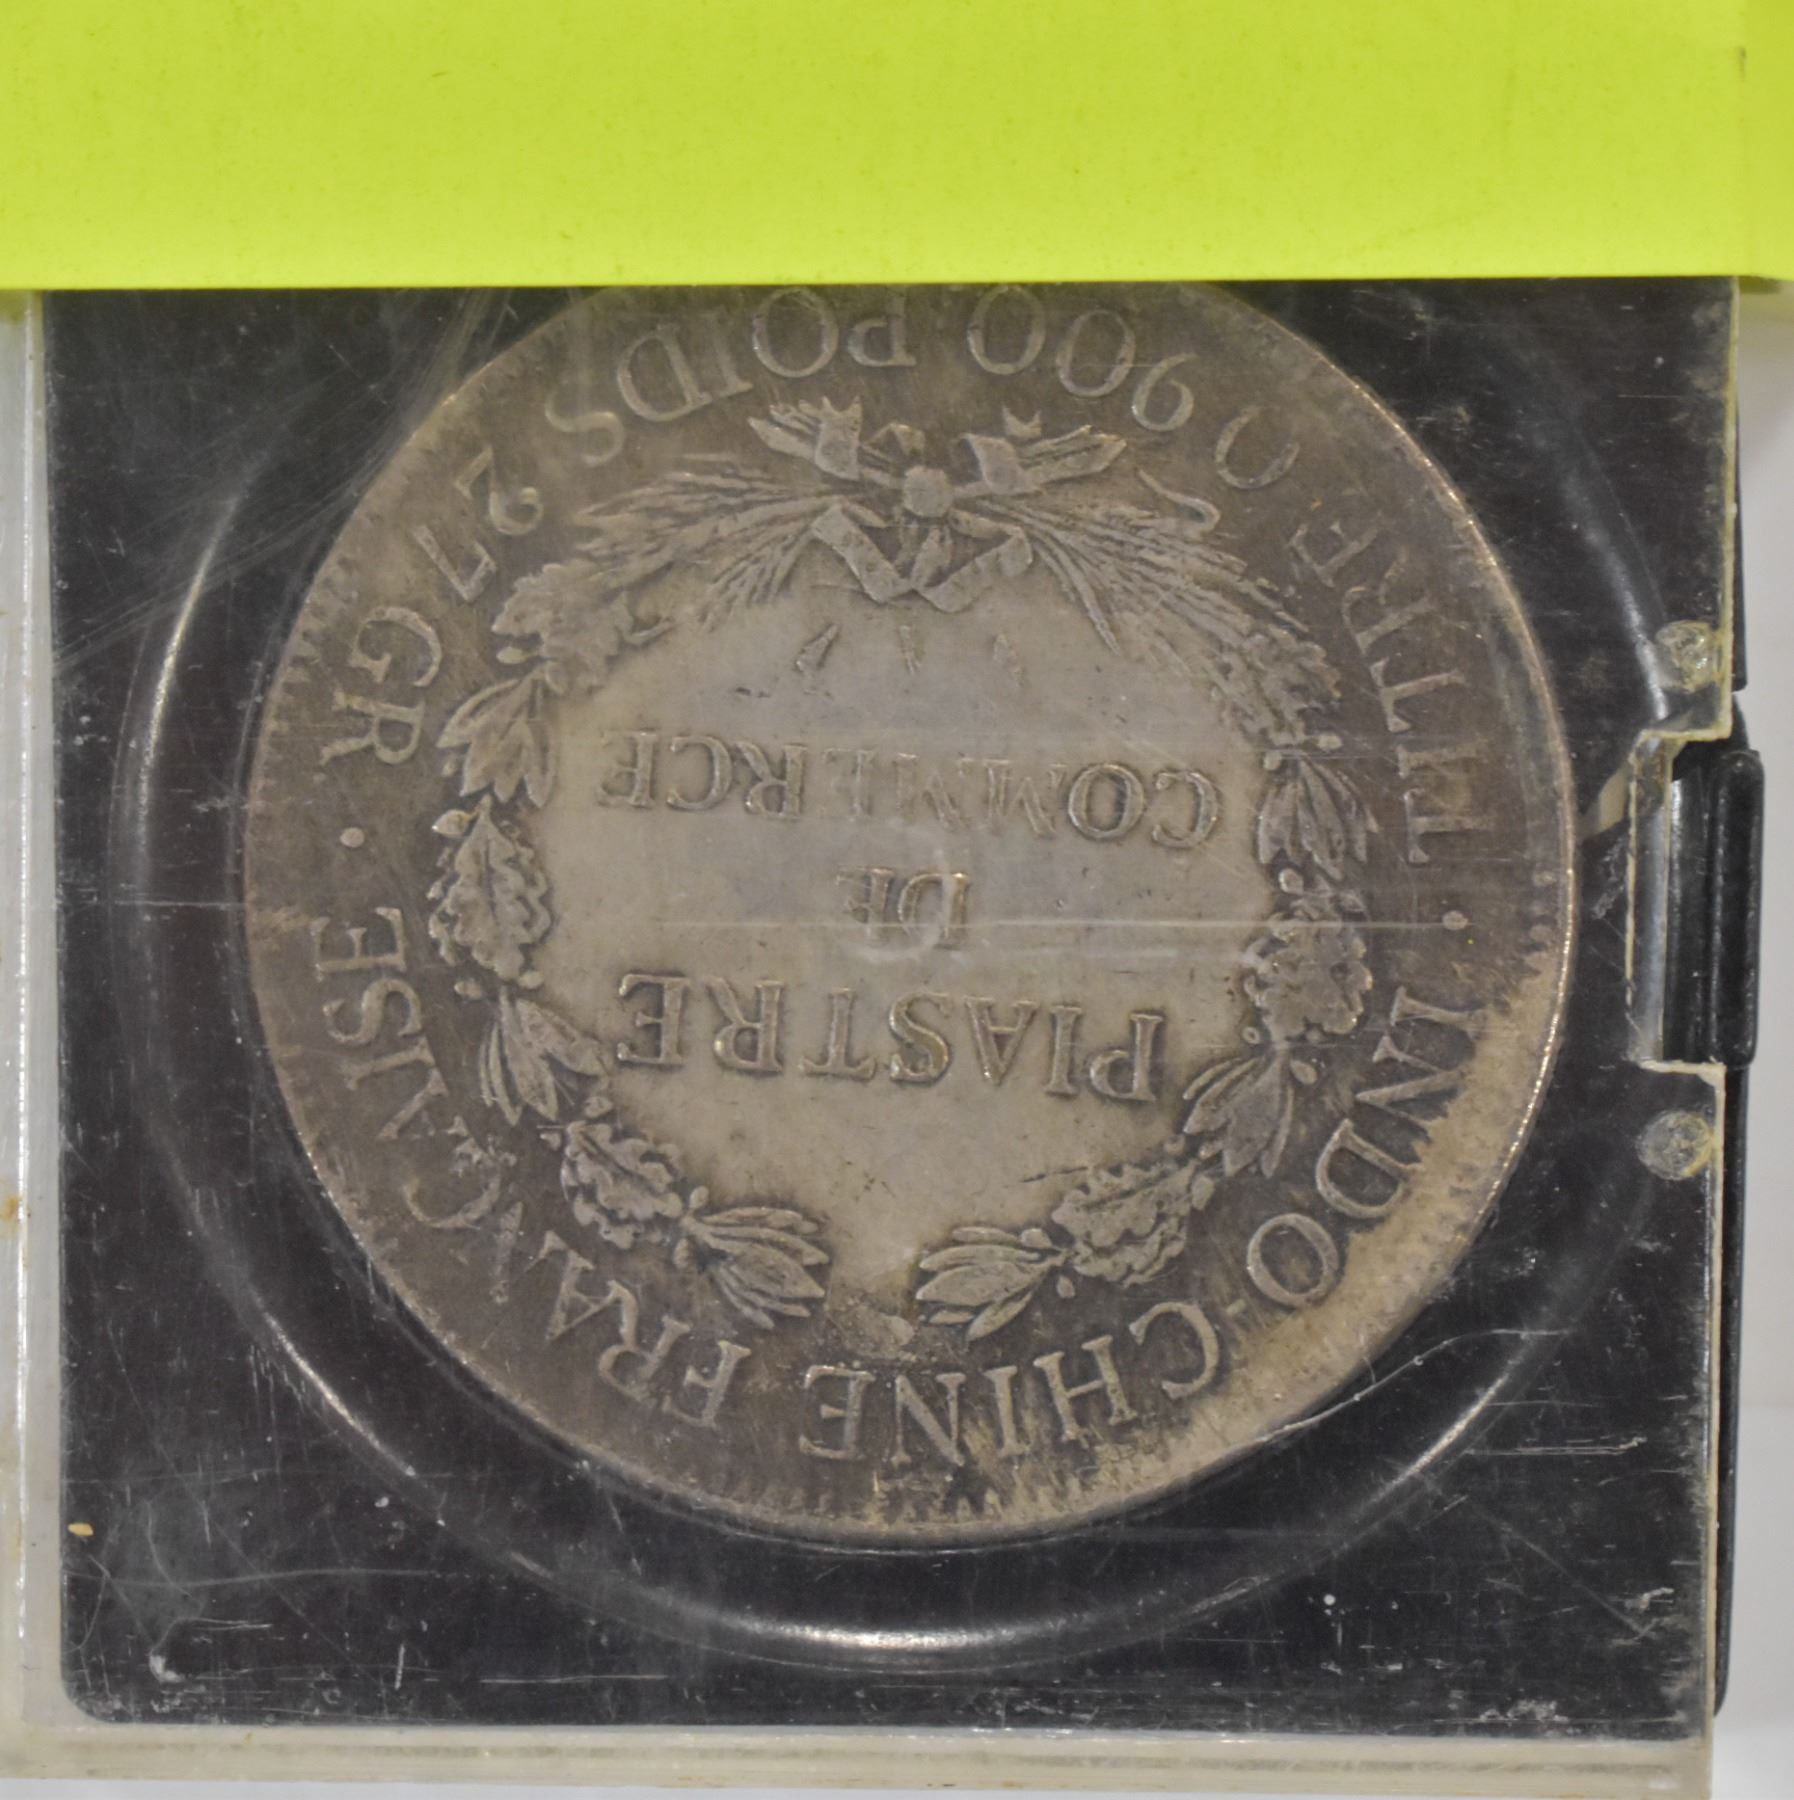 INDO-CHINE FRANÇAISE
PIASTRE
DE
COMMERCE
TITRE 0,900 POIDS 27 GR.